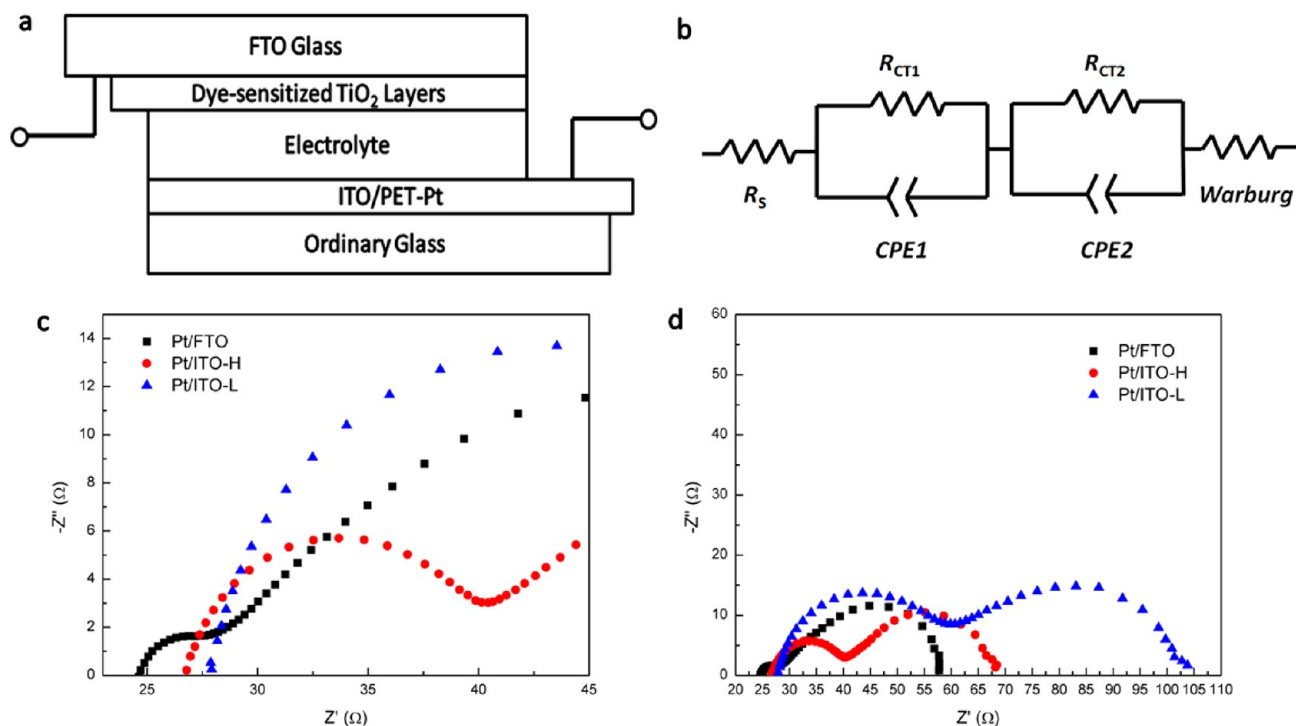 a
FTO Glass
Dye-sensitized TiO₂ Layers
Electrolyte
ITO/PET-Pt
Ordinary Glass
b
R_CT1
R_CT2
R_S
Warburg
CPE1
CPE2
c
Pt/FTO
Pt/ITO-H
Pt/ITO-L
14
12
10
8
6
4
2
0
-Z'' (Ω)
25 30 35 40 45
Z' (Ω)
d
Pt/FTO
Pt/ITO-H
Pt/ITO-L
60
50
40
30
20
10
0
-Z'' (Ω)
20 25 30 35 40 45 50 55 60 65 70 75 80 85 90 95 100 105 110
Z' (Ω)